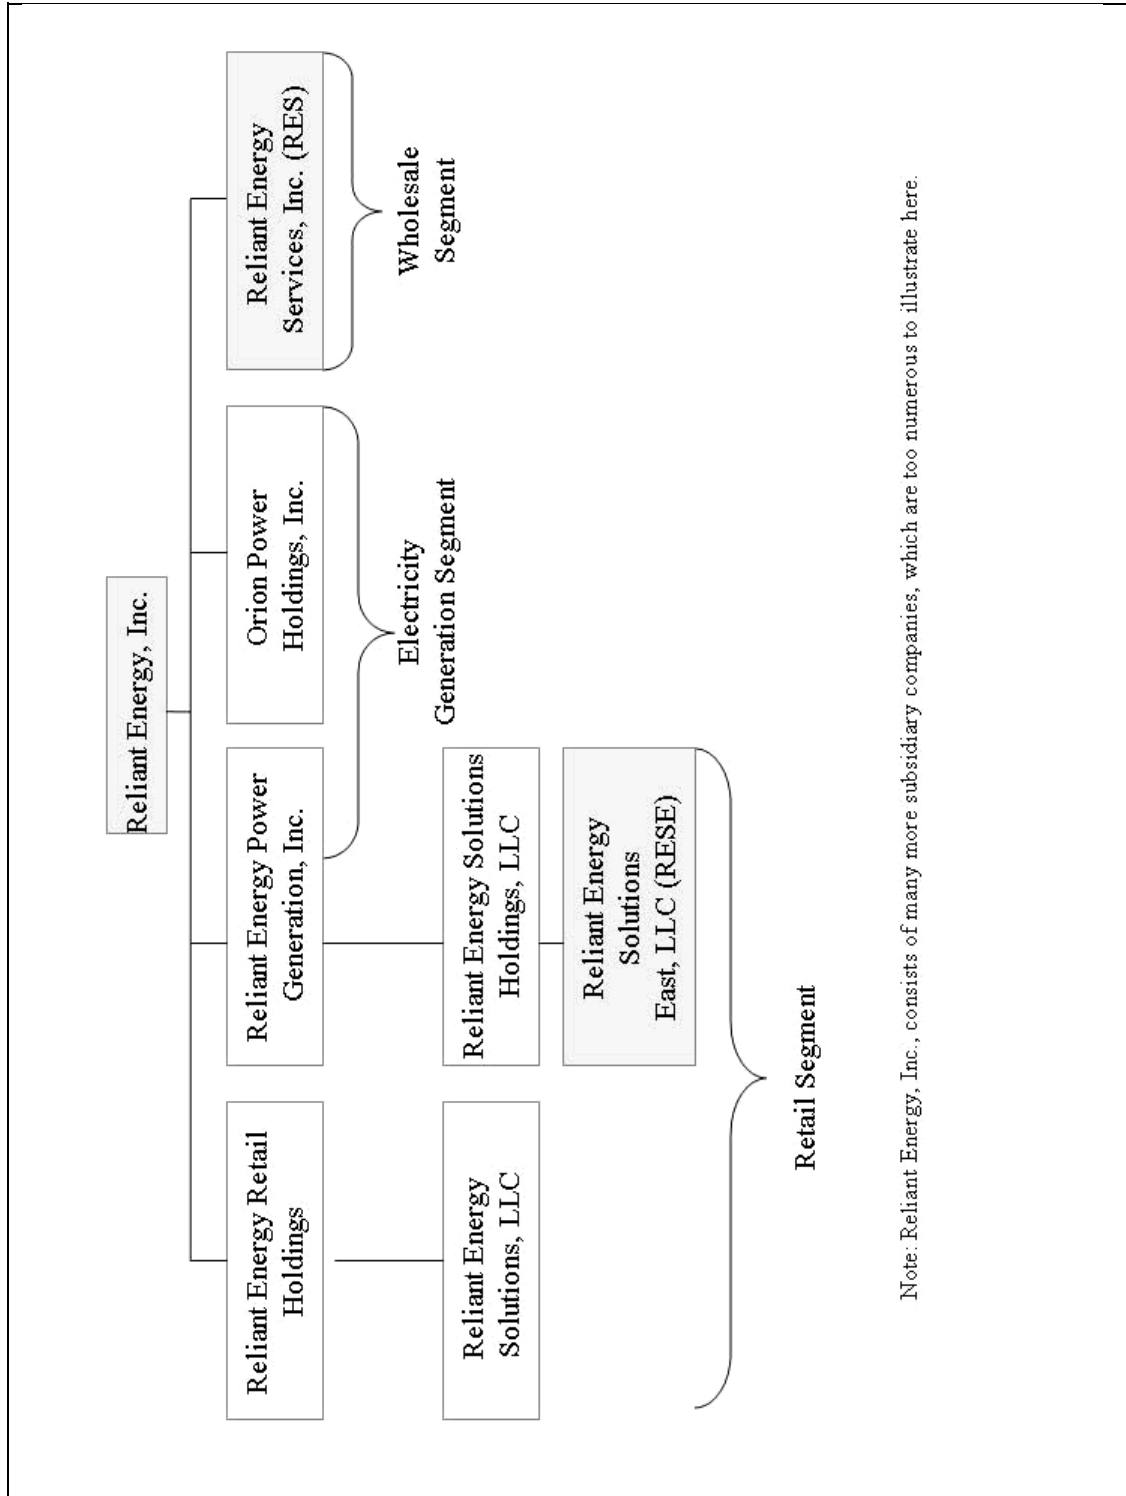 Reliant Energy, Inc.
Reliant Energy Retail
Holdings
Reliant Energy Power
Generation, Inc.
Orion Power
Holdings, Inc.
Reliant Energy
Services, Inc. (RES)
Electricity
Generation Segment
Wholesale
Segment
Reliant Energy
Solutions, LLC
Reliant Energy Solutions
Holdings, LLC
Reliant Energy
Solutions
East, LLC (RESE)
Retail Segment
Note: Reliant Energy, Inc., consists of many more subsidiary companies, which are too numerous to illustrate here.